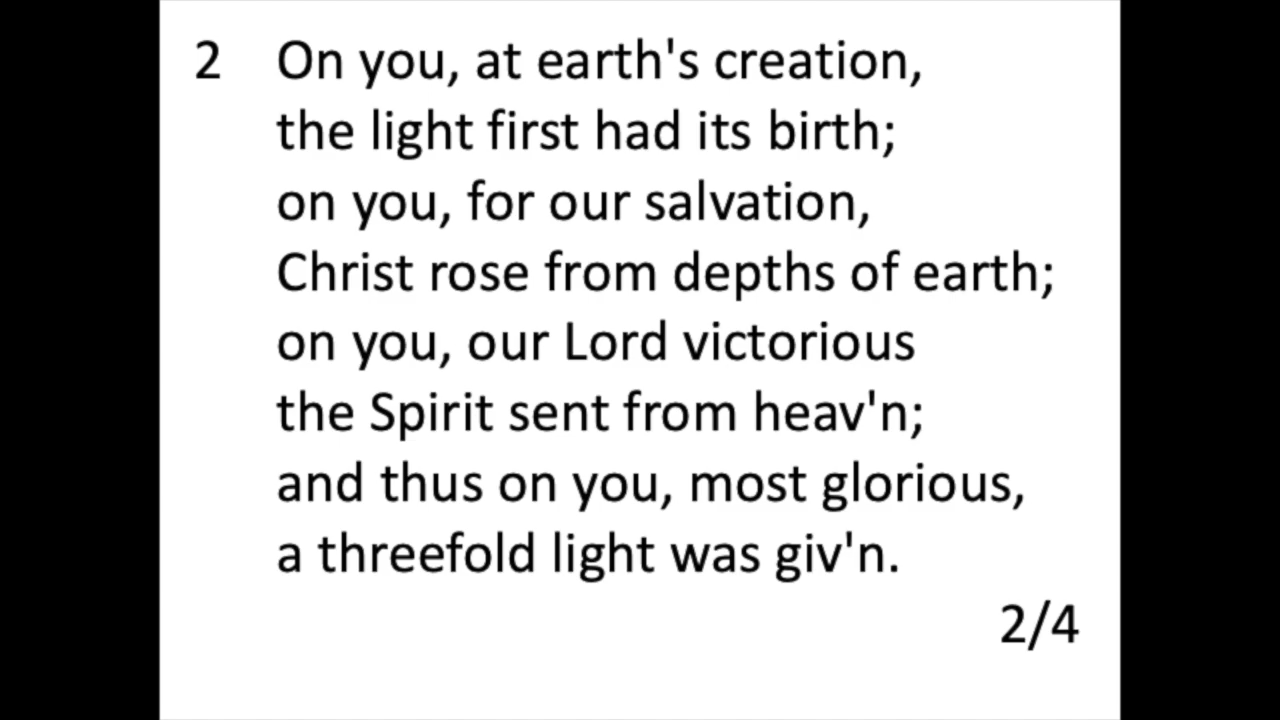 2 On you, at earth's creation,
the light first had its birth;
on you, for our salvation,
Christ rose from depths of earth;
on you, our Lord victorious
the Spirit sent from heav'n;
and thus on you, most glorious,
a threefold light was giv'n.
2/4